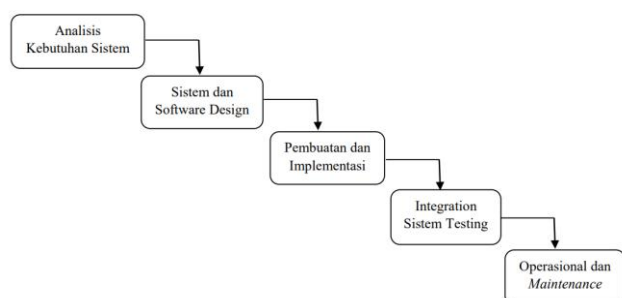 Analisis
Kebutuhan Sistem
Sistem dan
Software Design
Pembuatan dan
Implementasi
Integration
Sistem Testing
Operasional dan
Maintenance